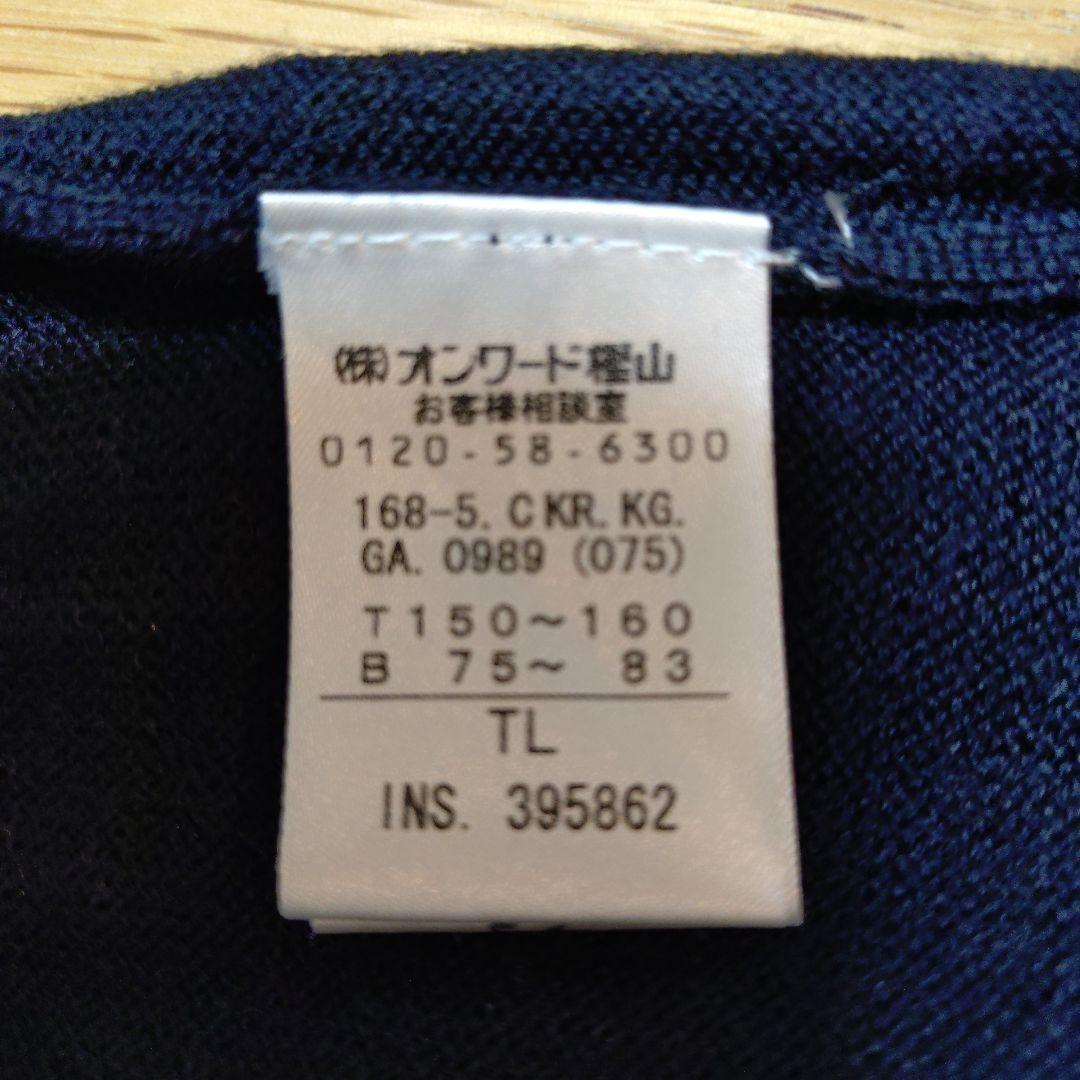 (株)オンワード樫山
お客様相談室
0120-58-6300
168-5. CKR. KG.
GA. 0989 (075)
T150~160
B 75~ 83
TL
INS. 395862